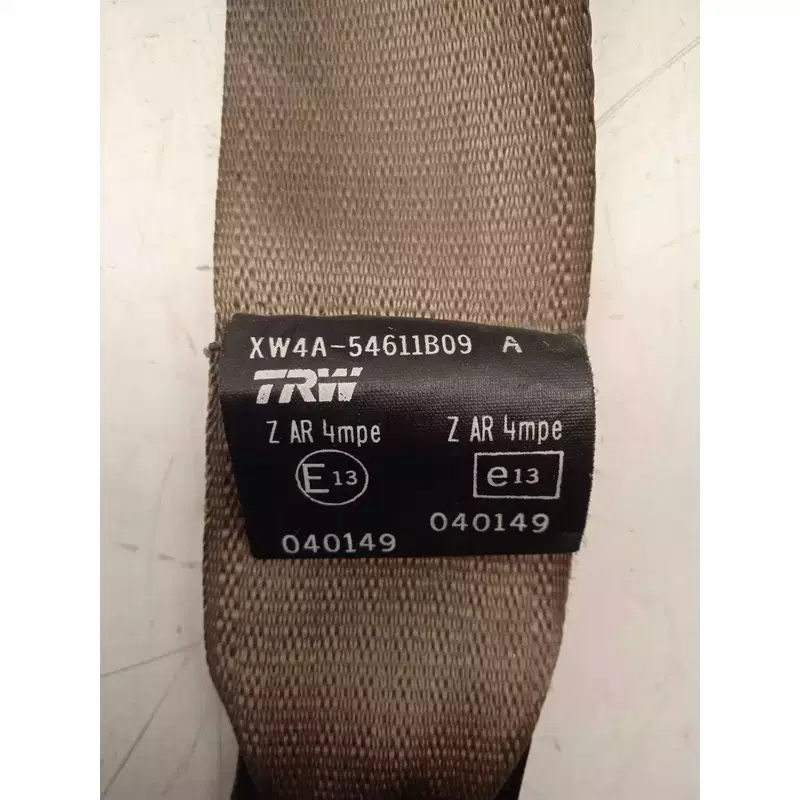 XW4A-54611B09 A
TRW
Z AR 4mpe Z AR 4mpe
E13 e13
040149 040149